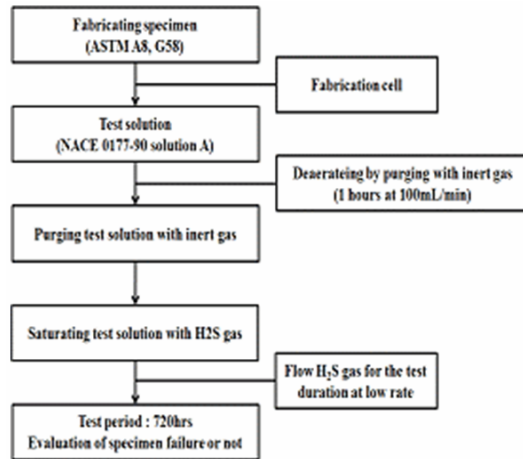 Fabricating specimen
(ASTM A8, G58)
Fabrication cell
Test solution
(NACE 0177-90 solution A)
Deaerateing by purging with inert gas
(1 hours at 100mL/min)
Purging test solution with inert gas
Saturating test solution with H2S gas
Flow H₂S gas for the test
duration at low rate
Test period : 720hrs
Evaluation of specimen failure or not